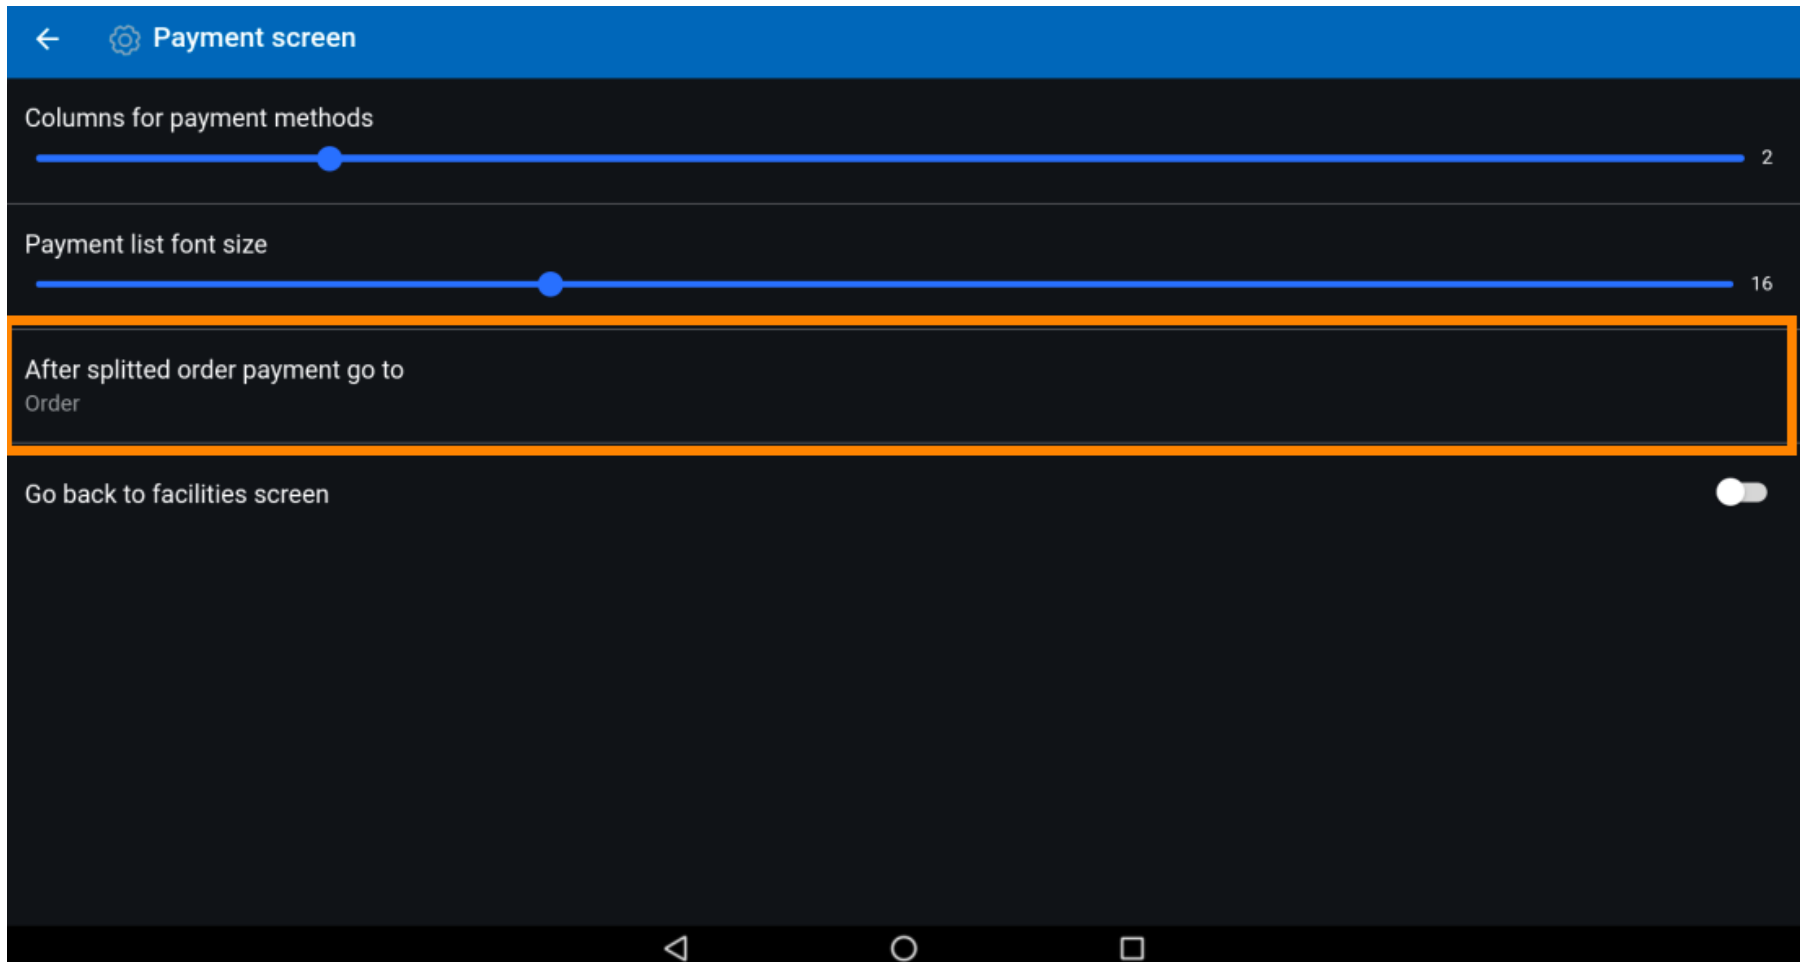 Payment screen
Columns for payment methods
2
Payment list font size
16
After splitted order payment go to
Order
Go back to facilities screen